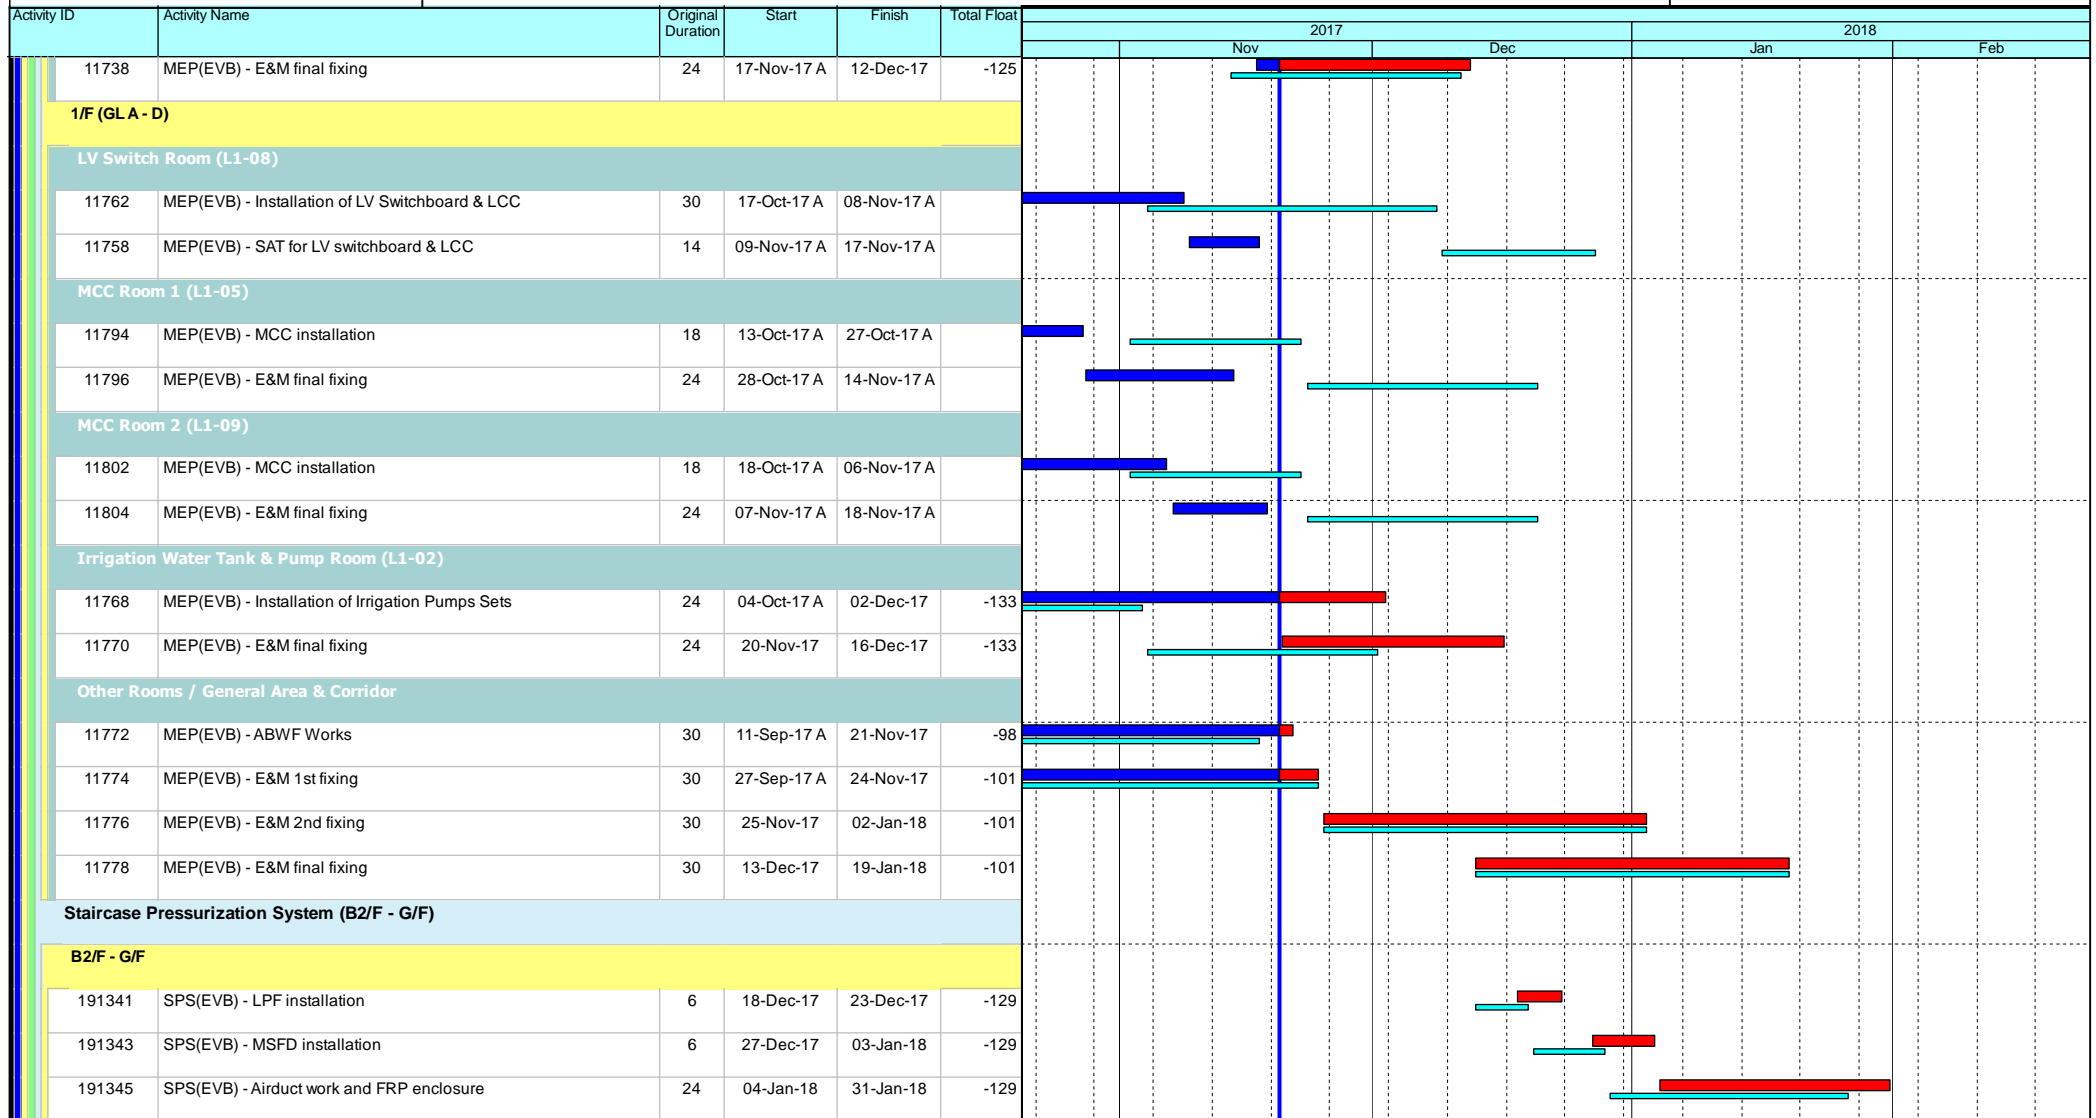 Activity ID Activity Name Original Duration Start Finish Total Float 2017 2018
Nov Dec Jan Feb
11738 MEP(EVB) - E&M final fixing 24 17-Nov-17 A 12-Dec-17 -125
1/F (GL A - D)
LV Switch Room (L1-08)
11762 MEP(EVB) - Installation of LV Switchboard & LCC 30 17-Oct-17 A 08-Nov-17 A
11758 MEP(EVB) - SAT for LV switchboard & LCC 14 09-Nov-17 A 17-Nov-17 A
MCC Room 1 (L1-05)
11794 MEP(EVB) - MCC installation 18 13-Oct-17 A 27-Oct-17 A
11796 MEP(EVB) - E&M final fixing 24 28-Oct-17 A 14-Nov-17 A
MCC Room 2 (L1-09)
11802 MEP(EVB) - MCC installation 18 18-Oct-17 A 06-Nov-17 A
11804 MEP(EVB) - E&M final fixing 24 07-Nov-17 A 18-Nov-17 A
Irrigation Water Tank & Pump Room (L1-02)
11768 MEP(EVB) - Installation of Irrigation Pumps Sets 24 04-Oct-17 A 02-Dec-17 -133
11770 MEP(EVB) - E&M final fixing 24 20-Nov-17 16-Dec-17 -133
Other Rooms / General Area & Corridor
11772 MEP(EVB) - ABWF Works 30 11-Sep-17 A 21-Nov-17 -98
11774 MEP(EVB) - E&M 1st fixing 30 27-Sep-17 A 24-Nov-17 -101
11776 MEP(EVB) - E&M 2nd fixing 30 25-Nov-17 02-Jan-18 -101
11778 MEP(EVB) - E&M final fixing 30 13-Dec-17 19-Jan-18 -101
Staircase Pressurization System (B2/F - G/F)
B2/F - G/F
191341 SPS(EVB) - LPF installation 6 18-Dec-17 23-Dec-17 -129
191343 SPS(EVB) - MSFD installation 6 27-Dec-17 03-Jan-18 -129
191345 SPS(EVB) - Airduct work and FRP enclosure 24 04-Jan-18 31-Jan-18 -129